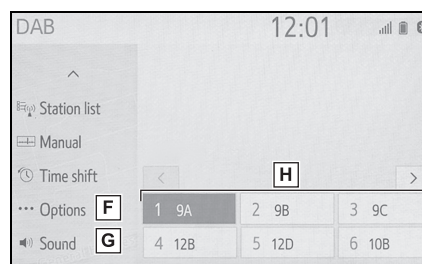 DAB 12:01
Station list
Manual
Time shift
< H >
Options F
1 9A 2 9B 3 9C
Sound G
4 12B 5 12D 6 10B